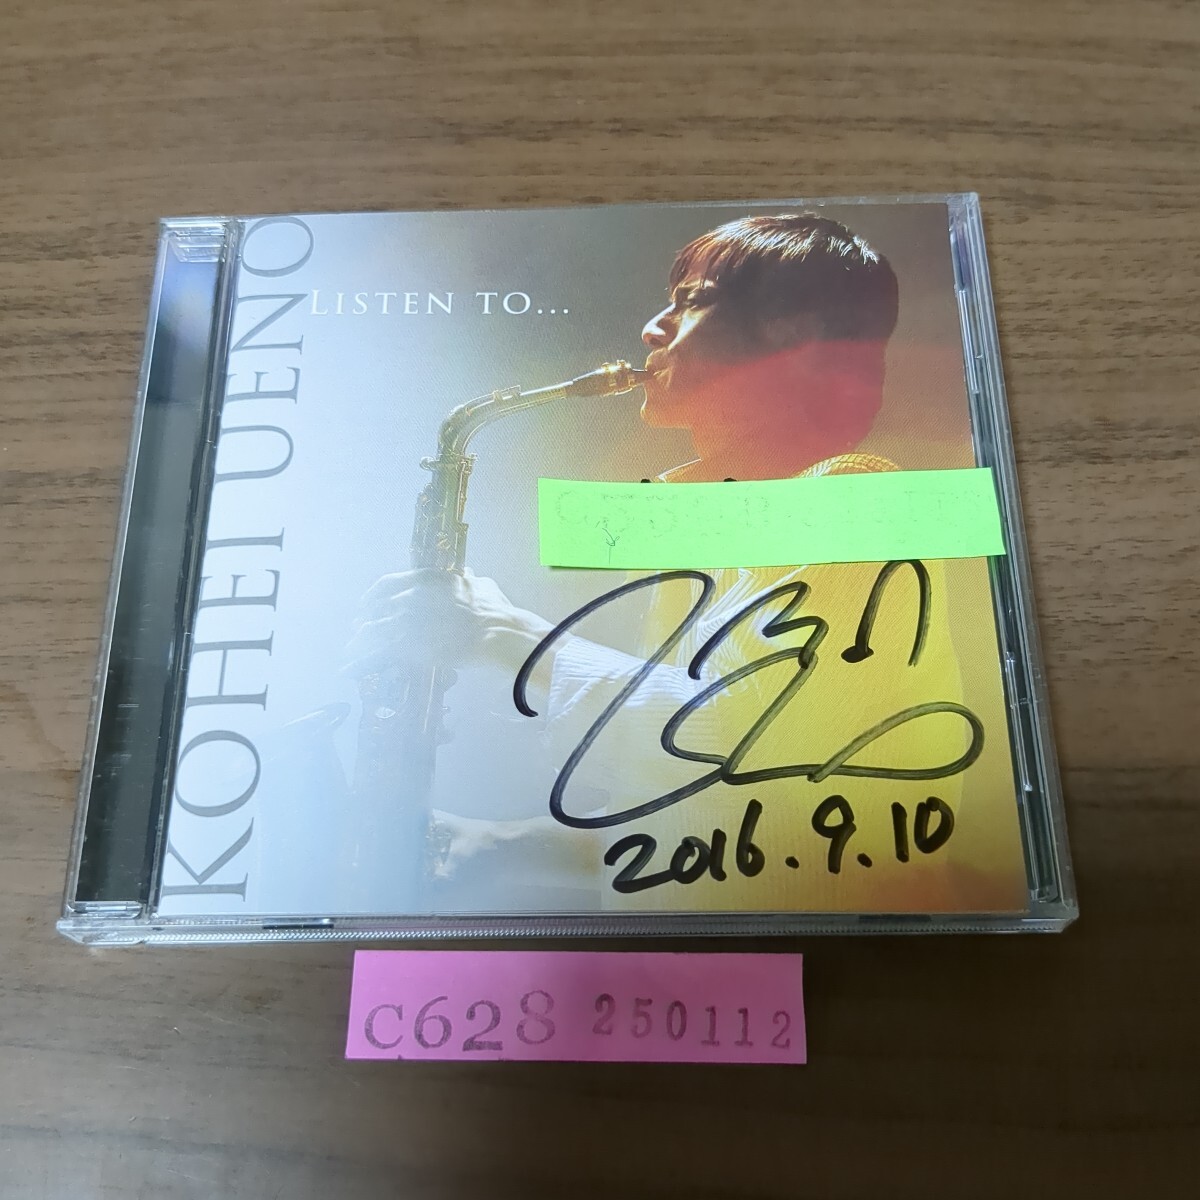 KOHEI UENO
LISTEN TO...
2016.9.10
C628 250112